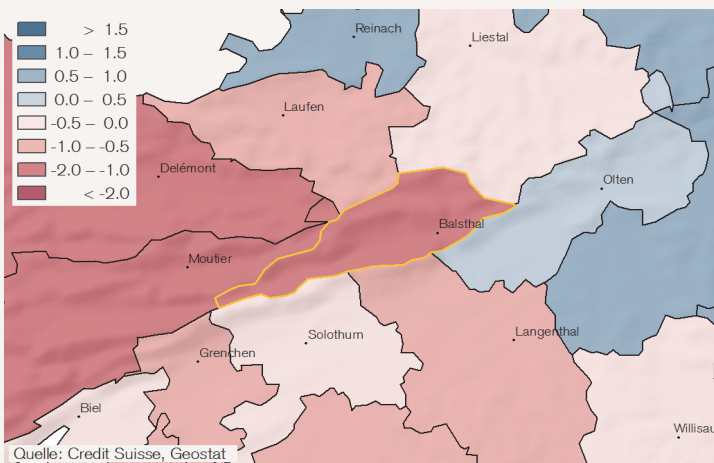 > 1.5
1.0 – 1.5
0.5 – 1.0
0.0 – 0.5
-0.5 – 0.0
-1.0 – -0.5
-2.0 – -1.0
< -2.0
Reinach
Liestal
Laufen
Delémont
Olten
Balsthal
Moutier
Solothurn
Langenthal
Grenchen
Biel
Willisau
Quelle: Credit Suisse, Geostat